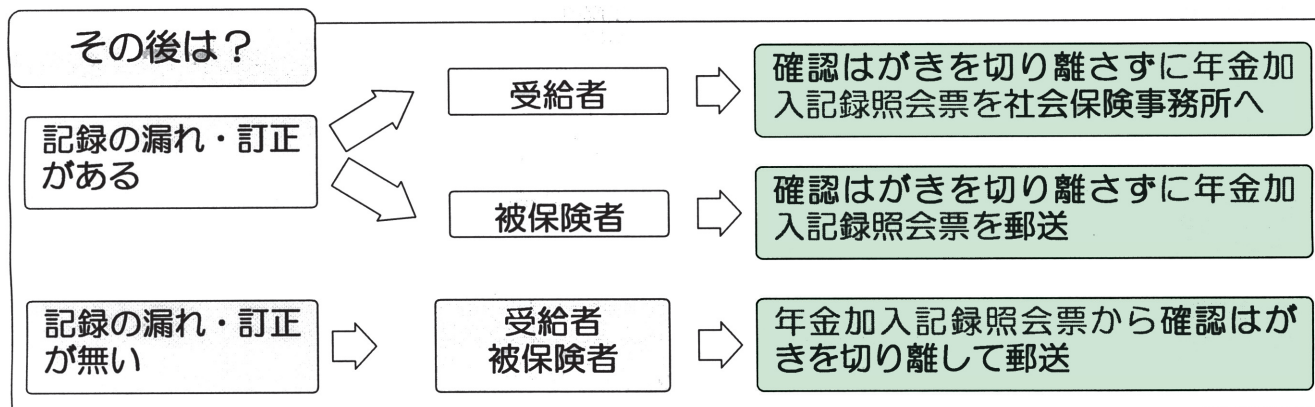 その後は？
記録の漏れ・訂正
がある
受給者
確認はがきを切り離さずに年金加
入記録照会票を社会保険事務所へ
被保険者
確認はがきを切り離さずに年金加
入記録照会票を郵送
記録の漏れ・訂正
が無い
受給者
被保険者
年金加入記録照会票から確認はが
きを切り離して郵送